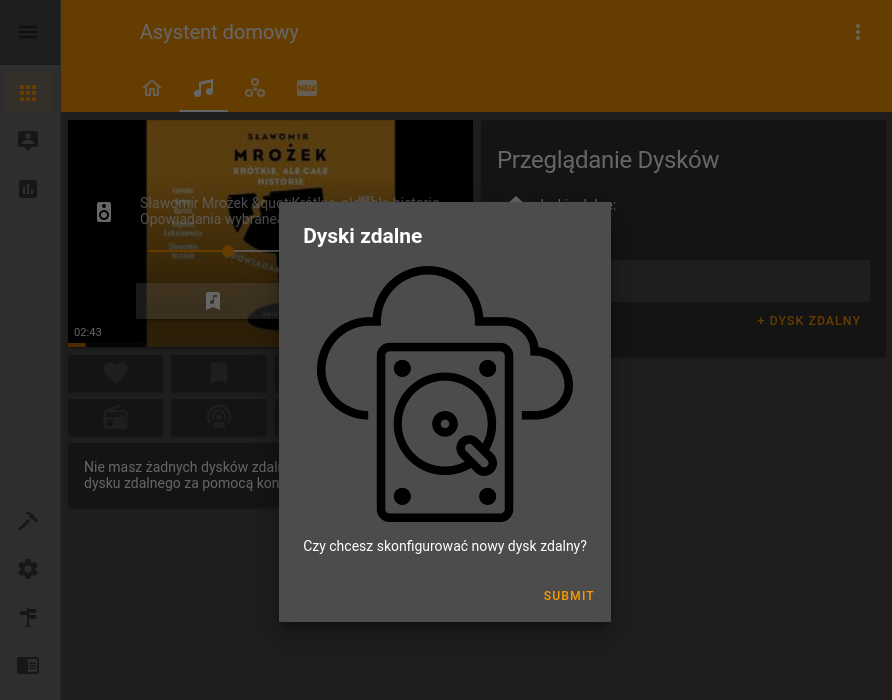 Asystent domowy
NEW
SŁAWOMIR
MROŻEK
KRÓTKIE, ALE CAŁE
HISTORIE
Sławomir Mrożek &quot;Krótkie, ale całe historie.
Opowiadania wybrane
02:43
Przeglądanie Dysków
+ DYSK ZDALNY
Nie masz żadnych dysków
dysku zdalnego za pomocą
Dyski zdalne
Czy chcesz skonfigurować nowy dysk zdalny?
SUBMIT